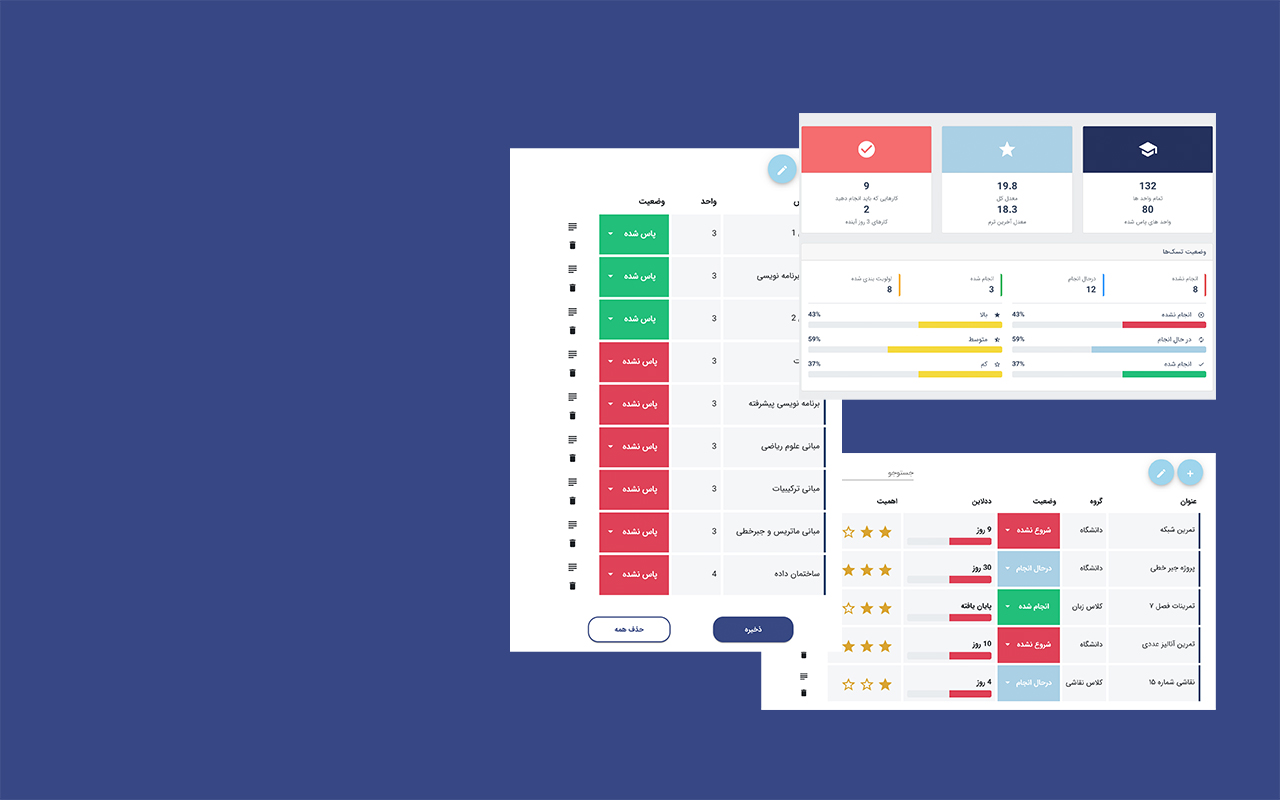 132
تمام واحد ها
80
واحد های پاس شده
19.8
معدل کل
18.3
معدل آخرین ترم
9
کارهایی که باید انجام دهید
2
کارهای 3 روز آینده
وضعیت تسک‌ها
انجام نشده
8
درحال انجام
12
انجام شده
3
اولویت بندی شده
8
انجام نشده 43%
در حال انجام 59%
انجام شده 37%
بالا 43%
متوسط 59%
کم 37%
واحد وضعیت
1 3 پاس شده
برنامه نویسی 3 پاس شده
2 3 پاس شده
3 پاس نشده
برنامه نویسی پیشرفته 3 پاس نشده
مبانی علوم ریاضی 3 پاس نشده
مبانی ترکیبیات 3 پاس نشده
مبانی ماتریس و جبرخطی 3 پاس نشده
ساختمان داده 4 پاس نشده
ذخیره
حذف همه
جستوجو
عنوان گروه وضعیت ددلاین اهمیت
تمرین شبکه دانشگاه شروع نشده 9 روز
پروژه جبر خطی دانشگاه درحال انجام 30 روز
تمرینات فصل ۷ کلاس زبان انجام شده پایان یافته
تمرین آنالیز عددی دانشگاه شروع نشده 10 روز
نقاشی شماره ۱۵ کلاس نقاشی درحال انجام 4 روز